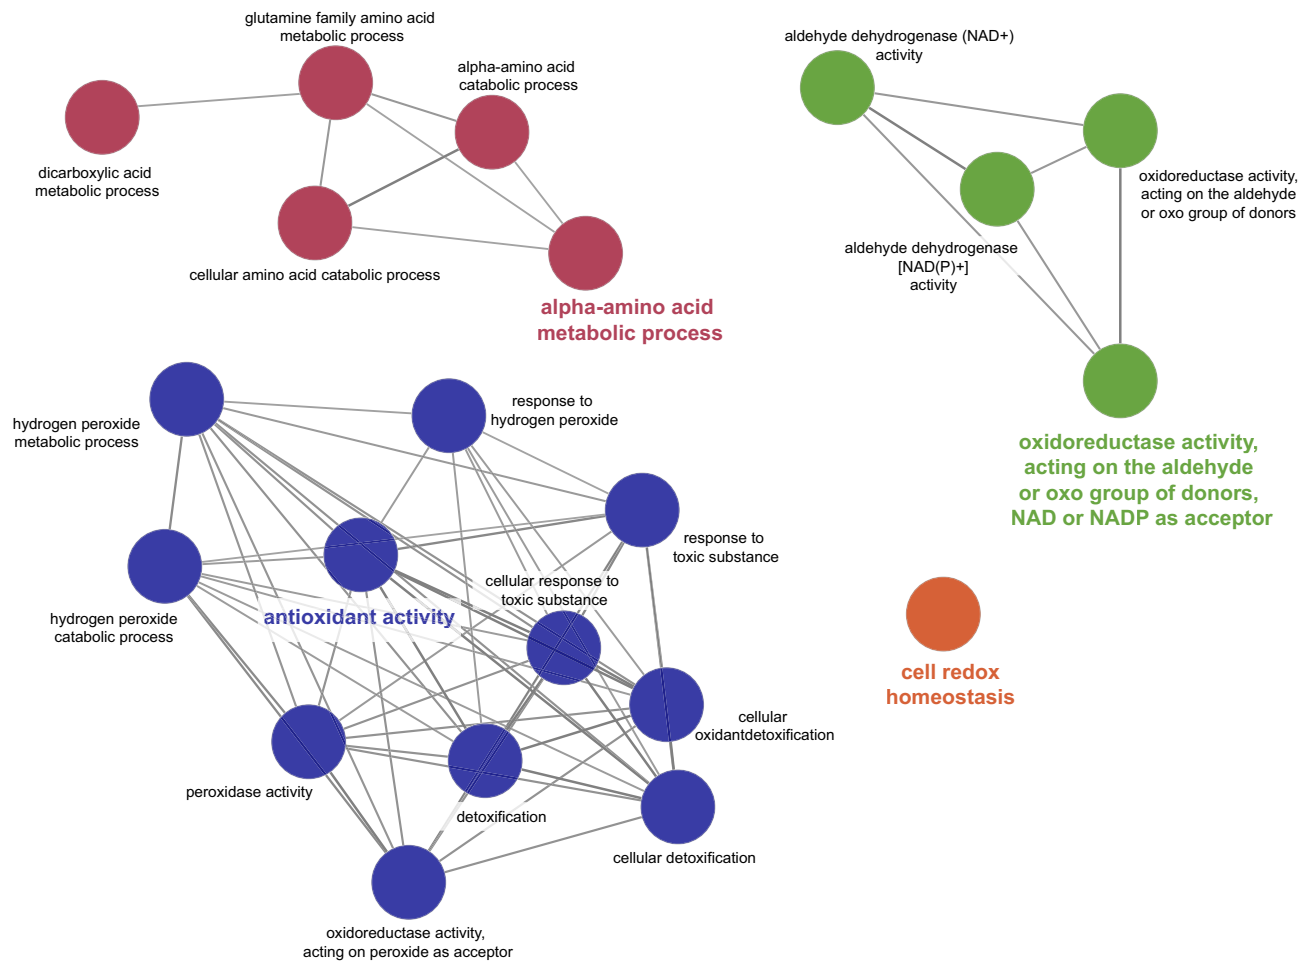 glutamine family amino acid
metabolic process
alpha-amino acid
catabolic process
dicarboxylic acid
metabolic process
cellular amino acid catabolic process
alpha-amino acid
metabolic process
aldehyde dehydrogenase (NAD+)
activity
oxidoreductase activity,
acting on the aldehyde
or oxo group of donors
aldehyde dehydrogenase
[NAD(P)+]
activity
oxidoreductase activity,
acting on the aldehyde
or oxo group of donors,
NAD or NADP as acceptor
hydrogen peroxide
metabolic process
response to
hydrogen peroxide
response to
toxic substance
cellular response to
toxic substance
antioxidant activity
hydrogen peroxide
catabolic process
cellular
oxidantdetoxification
peroxidase activity
detoxification
cellular detoxification
oxidoreductase activity,
acting on peroxide as acceptor
cell redox
homeostasis